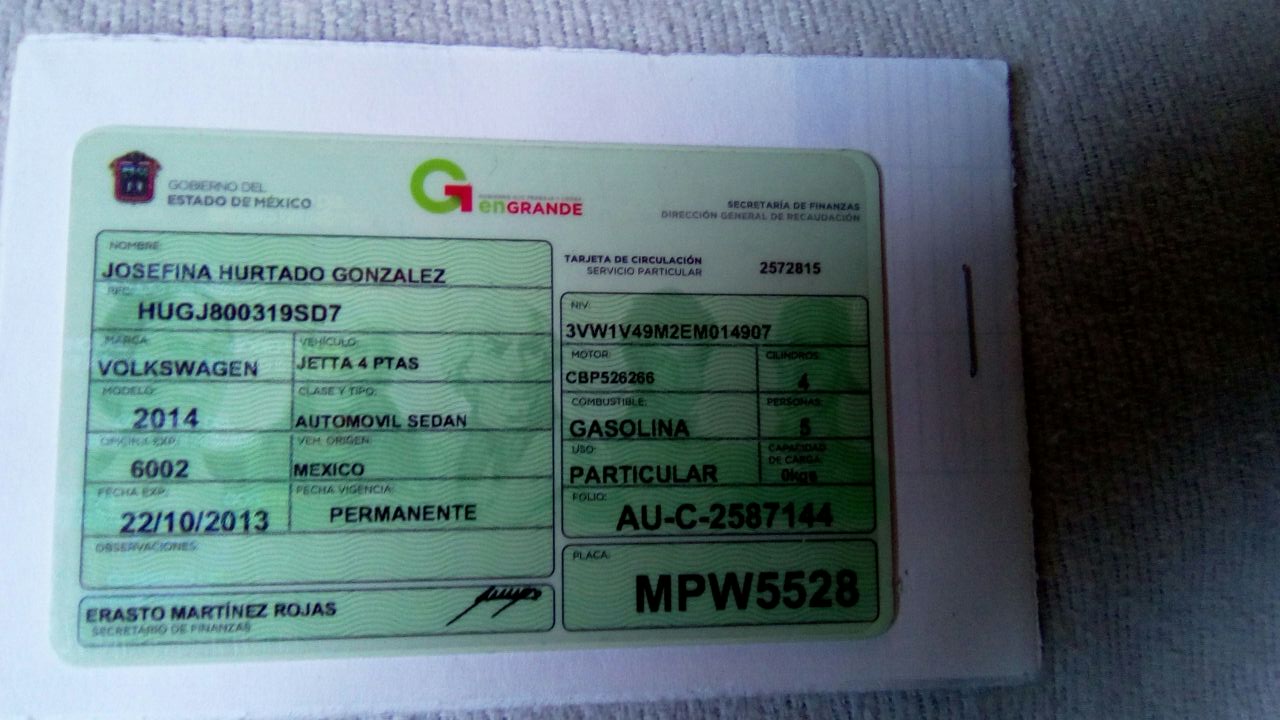 GOBIERNO DEL
ESTADO DE MÉXICO
enGRANDE
SECRETARÍA DE FINANZAS
DIRECCIÓN GENERAL DE RECAUDACIÓN
TARJETA DE CIRCULACIÓN
SERVICIO PARTICULAR
2572815
NOMBRE:
JOSEFINA HURTADO GONZALEZ
RFC:
HUGJ800319SD7
MARCA:
VOLKSWAGEN
VEHÍCULO:
JETTA 4 PTAS
MODELO:
2014
CLASE Y TIPO:
AUTOMOVIL SEDAN
OFICINA EXP.
6002
VEH. ORIGEN:
MEXICO
FECHA EXP.
22/10/2013
FECHA VIGENCIA:
PERMANENTE
OBSERVACIONES:
ERASTO MARTÍNEZ ROJAS
SECRETARIO DE FINANZAS
NIV:
3VW1V49M2EM014907
MOTOR:
CBP526266
CILINDROS:
4
COMBUSTIBLE:
GASOLINA
PERSONAS:
5
USO:
PARTICULAR
CAPACIDAD
DE CARGA:
0kgs
FOLIO:
AU-C-2587144
PLACA:
MPW5528